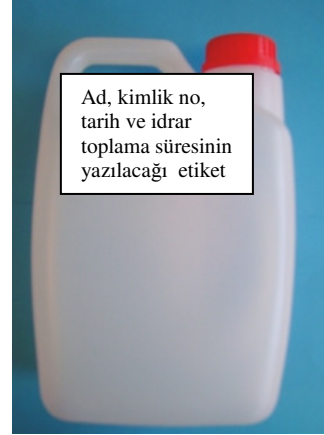 Ad, kimlik no,
tarih ve idrar
toplama süresinin
yazılacağı etiket